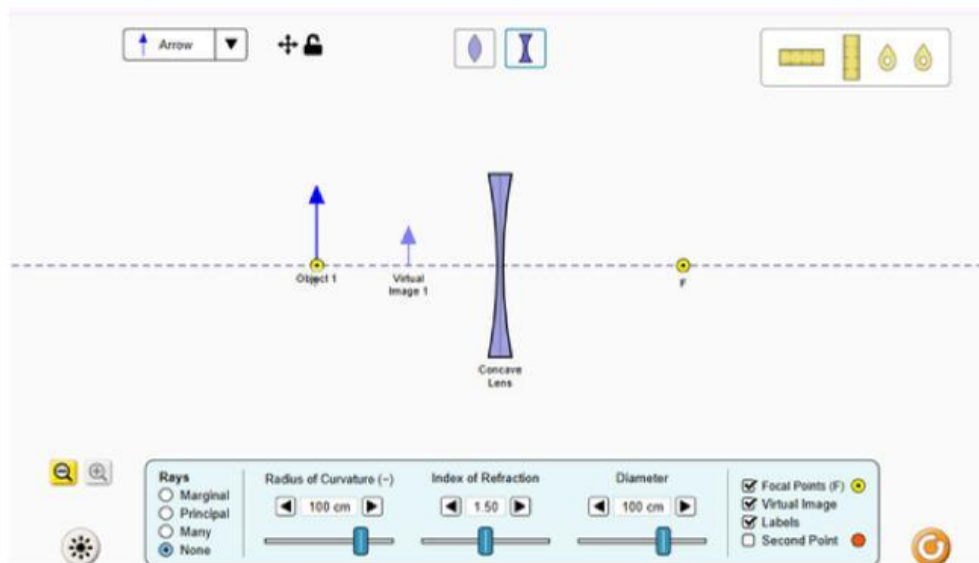 Arrow
Object 1
Virtual
Image 1
F
Concave
Lens
Rays
Marginal
Principal
Many
None
Radius of Curvature (−)
100 cm
Index of Refraction
1.50
Diameter
100 cm
Focal Points (F)
Virtual Image
Labels
Second Point